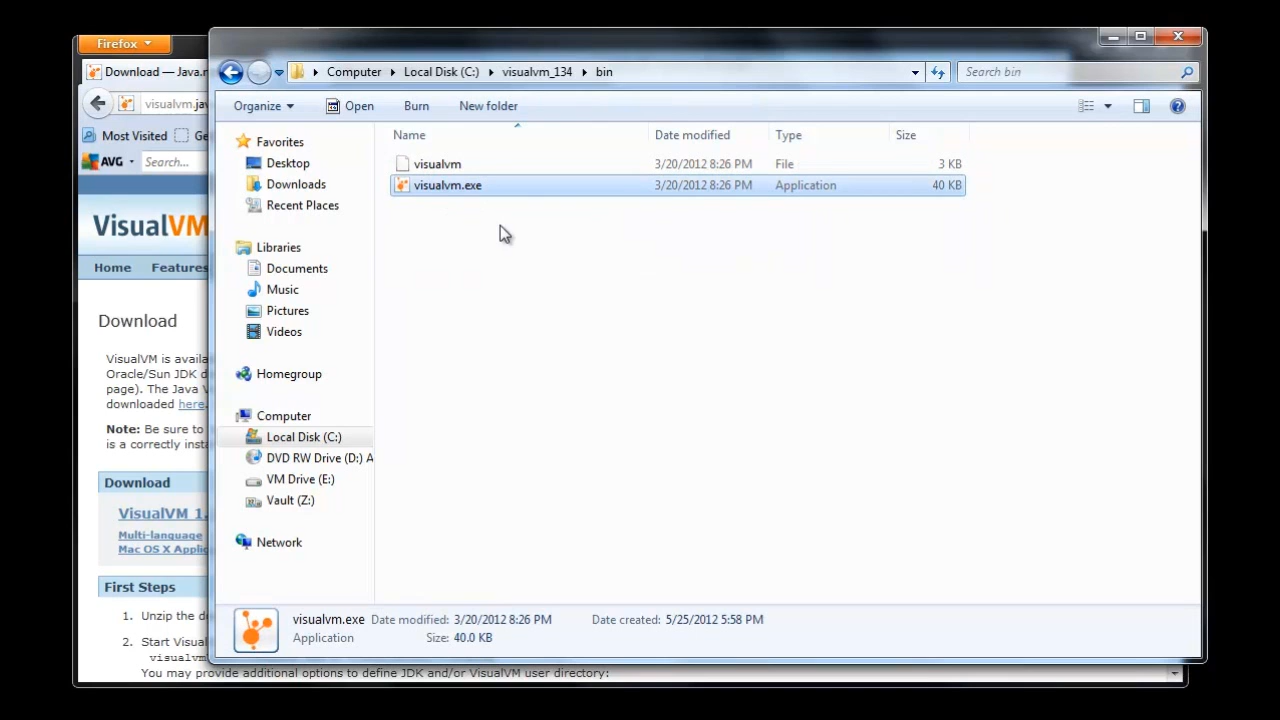 Firefox
Download — Java.n
visualvm.jav
Most Visited
Ge
AVG
Search...
VisualVM
Home
Features
Download
VisualVM is availa
Oracle/Sun JDK d
page). The Java V
downloaded here.
Note: Be sure to
is a correctly insta
Download
VisualVM 1.
Multi-language
Mac OS X Applic
First Steps
1. Unzip the d
2. Start Visual
visualvm
You may provide additional options to define JDK and/or VisualVM user directory:
Computer
Local Disk (C:)
visualvm_134
bin
Search bin
Organize
Open
Burn
New folder
Favorites
Desktop
Downloads
Recent Places
Libraries
Documents
Music
Pictures
Videos
Homegroup
Computer
Local Disk (C:)
DVD RW Drive (D:) A
VM Drive (E:)
Vault (Z:)
Network
Name Date modified Type Size
visualvm 3/20/2012 8:26 PM File 3 KB
visualvm.exe 3/20/2012 8:26 PM Application 40 KB
visualvm.exe Date modified: 3/20/2012 8:26 PM Date created: 5/25/2012 5:58 PM
Application Size: 40.0 KB